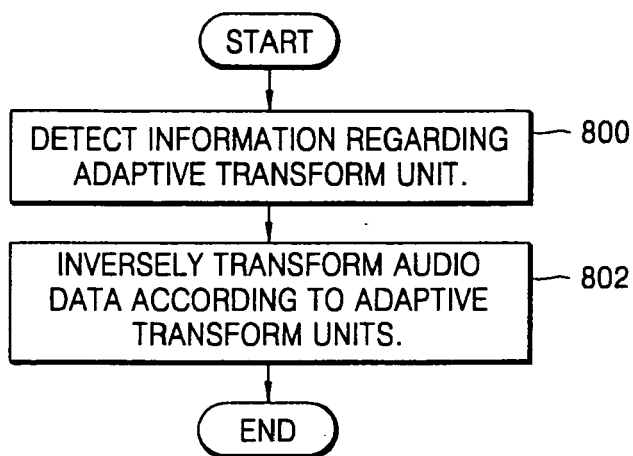 START
DETECT INFORMATION REGARDING
ADAPTIVE TRANSFORM UNIT.
800
INVERSELY TRANSFORM AUDIO
DATA ACCORDING TO ADAPTIVE
TRANSFORM UNITS.
802
END